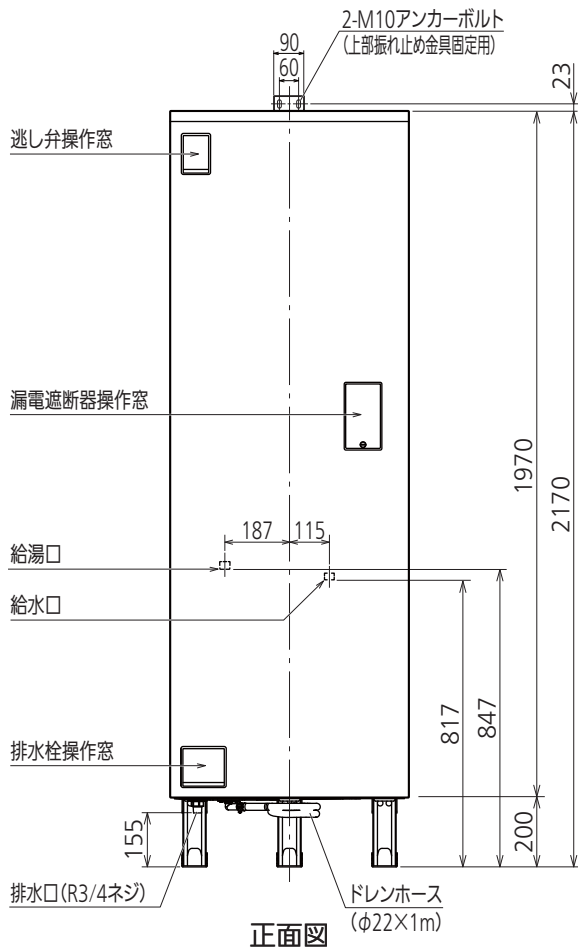 2-M10アンカーボルト
（上部振れ止め金具固定用）
90
60
23
逃し弁操作窓
漏電遮断器操作窓
1970
2170
187
115
給湯口
給水口
817
847
排水栓操作窓
155
200
排水口（R3/4ネジ）
ドレンホース
（φ22×1m）
正面図